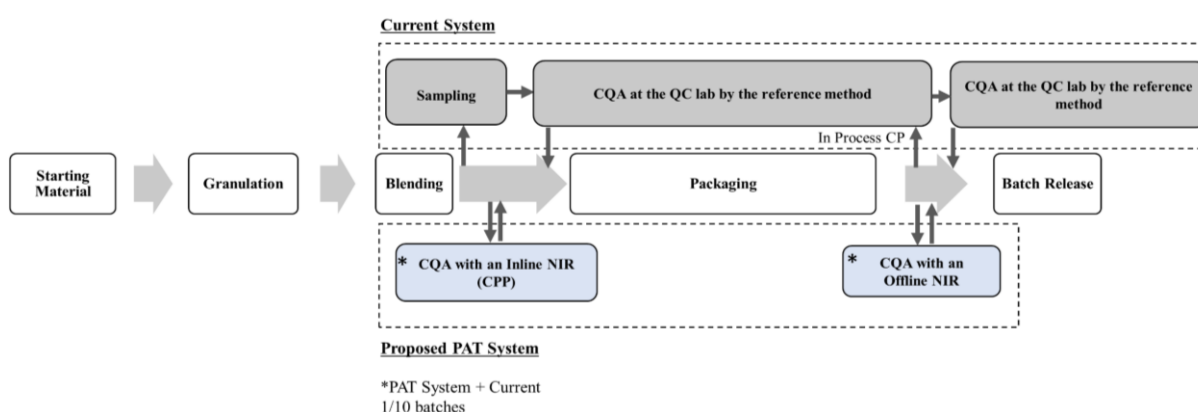 Current System
Sampling
CQA at the QC lab by the reference method
CQA at the QC lab by the reference
method
In Process CP
Starting
Material
Granulation
Blending
Packaging
Batch Release
* CQA with an Inline NIR
(CPP)
* CQA with an
Offline NIR
Proposed PAT System
*PAT System + Current
1/10 batches